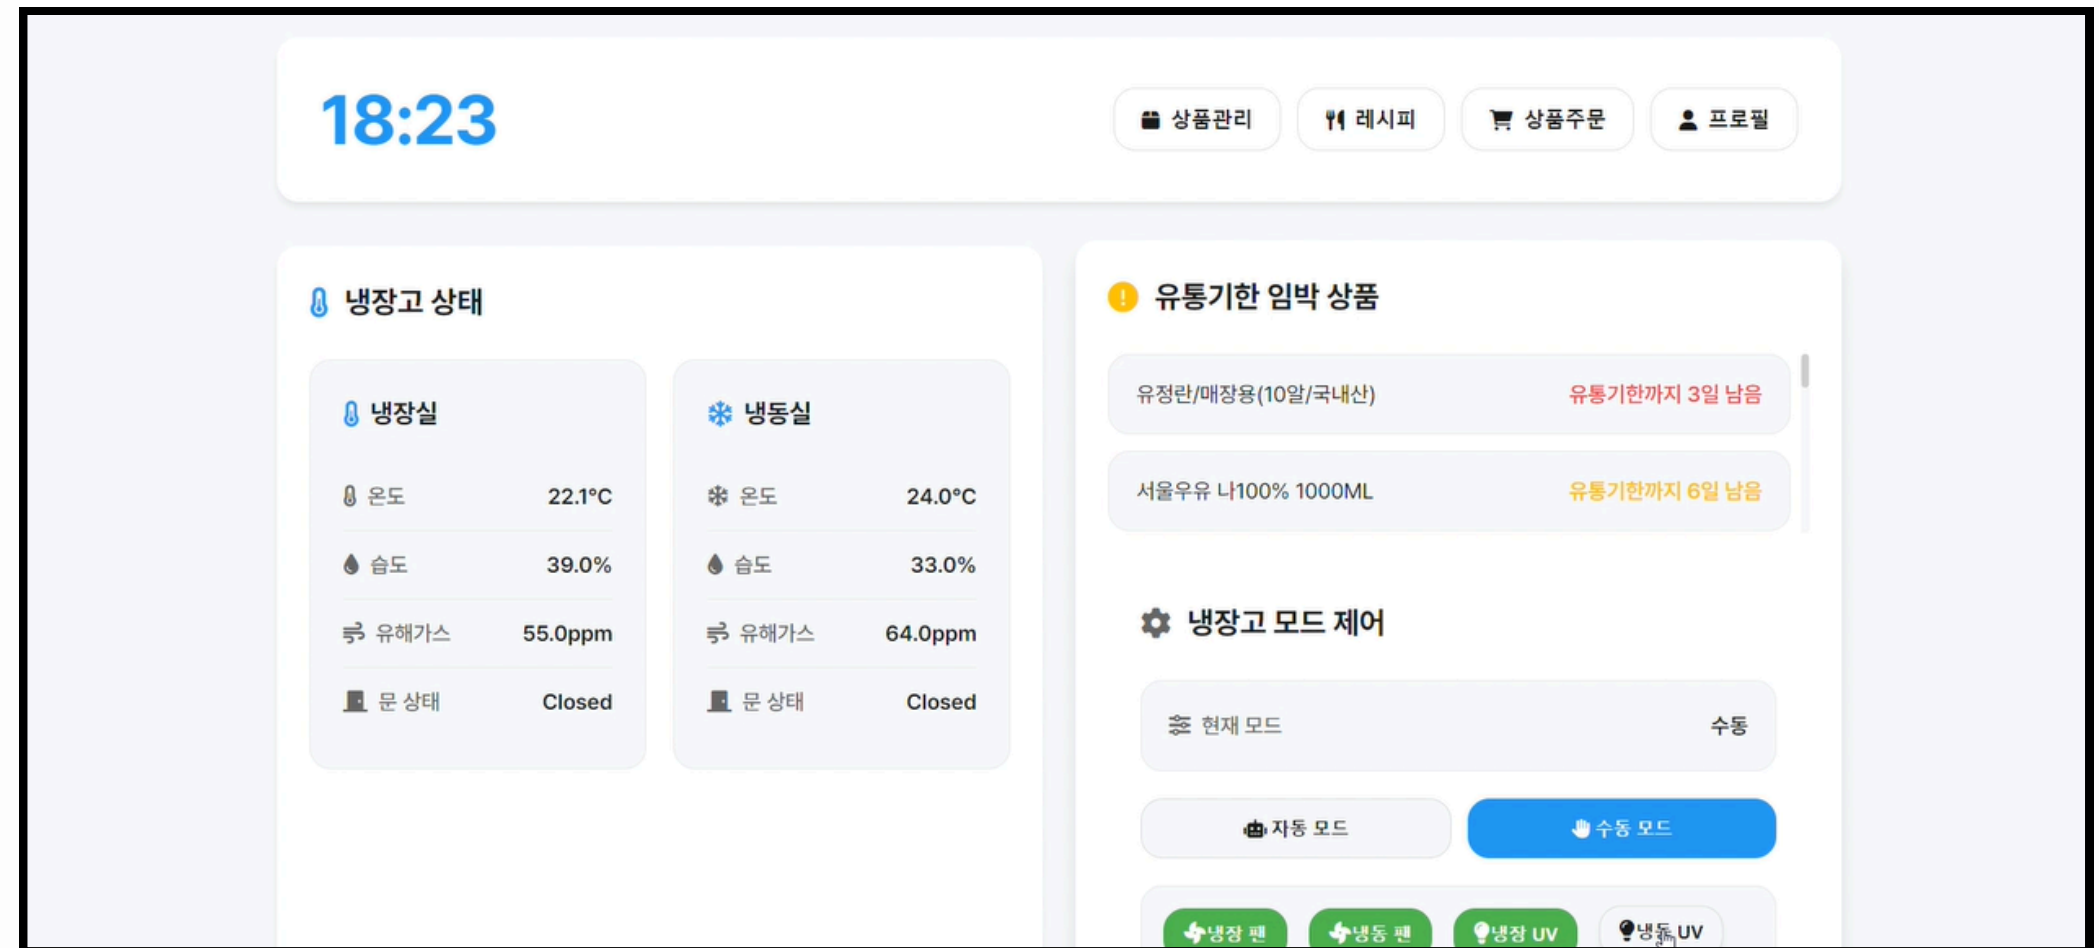 18:23
상품관리
레시피
상품주문
프로필
냉장고 상태
냉장실
온도 22.1°C
습도 39.0%
유해가스 55.0ppm
문 상태 Closed
냉동실
온도 24.0°C
습도 33.0%
유해가스 64.0ppm
문 상태 Closed
유통기한 임박 상품
유정란/매장용(10알/국내산) 유통기한까지 3일 남음
서울우유 나100% 1000ML 유통기한까지 6일 남음
냉장고 모드 제어
현재 모드 수동
자동 모드
수동 모드
냉장 팬
냉동 팬
냉장 UV
냉동 UV